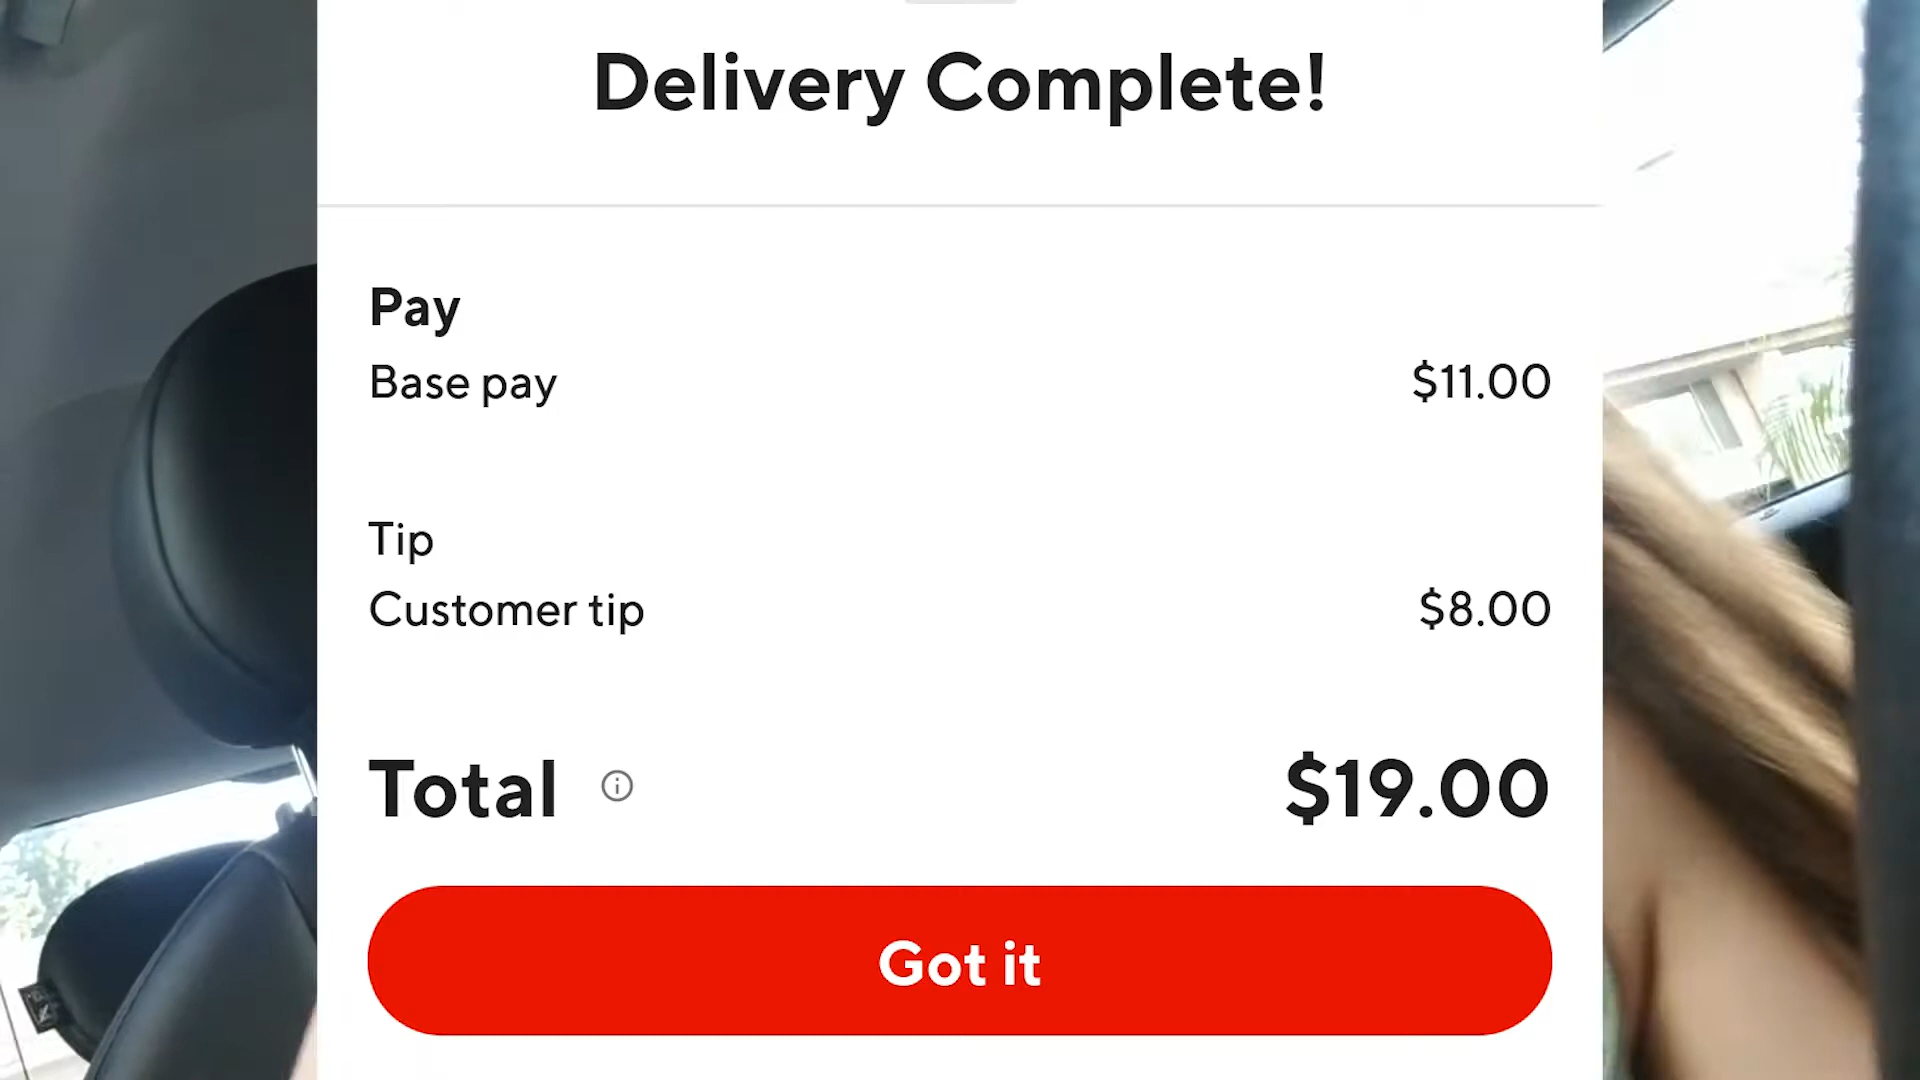 Delivery Complete!
Pay
Base pay $11.00
Tip
Customer tip $8.00
Total $19.00
Got it